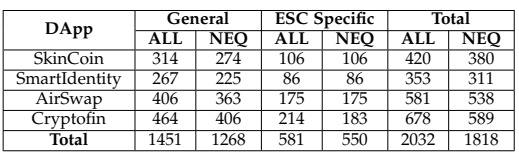 DApp General ESC Specific Total
ALL NEQ ALL NEQ ALL NEQ
SkinCoin 314 274 106 106 420 380
SmartIdentity 267 225 86 86 353 311
AirSwap 406 363 175 175 581 538
Cryptofin 464 406 214 183 678 589
Total 1451 1268 581 550 2032 1818